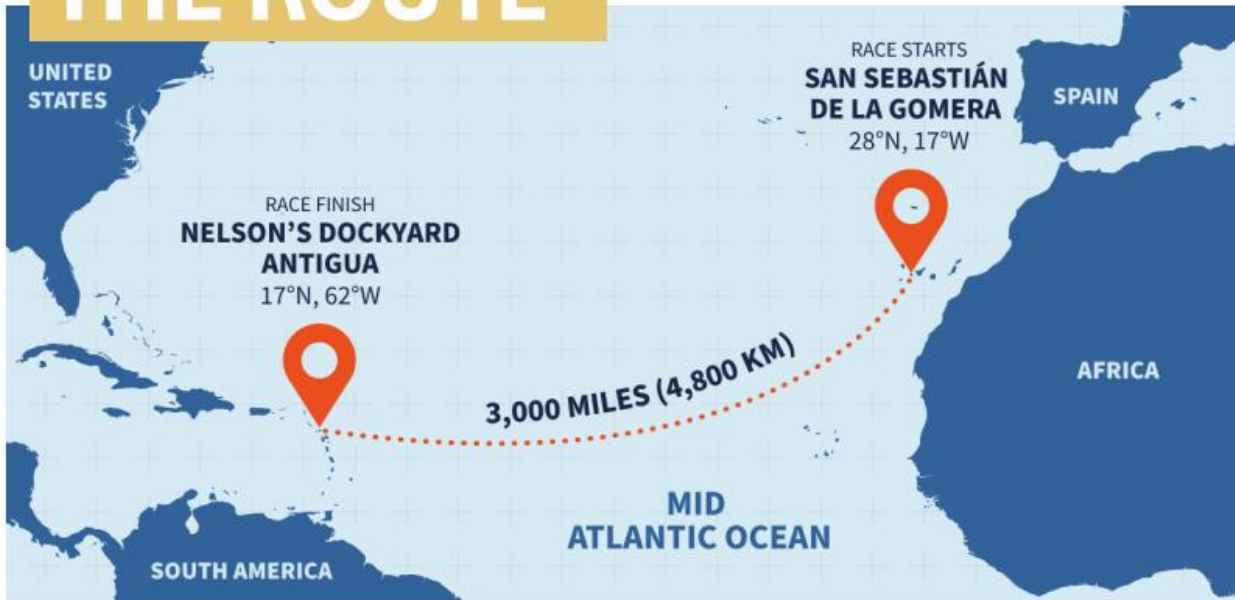 THE ROUTE
UNITED
STATES
RACE STARTS
SAN SEBASTIÁN
DE LA GOMERA
28°N, 17°W
SPAIN
RACE FINISH
NELSON'S DOCKYARD
ANTIGUA
17°N, 62°W
3,000 MILES (4,800 KM)
AFRICA
MID
ATLANTIC OCEAN
SOUTH AMERICA